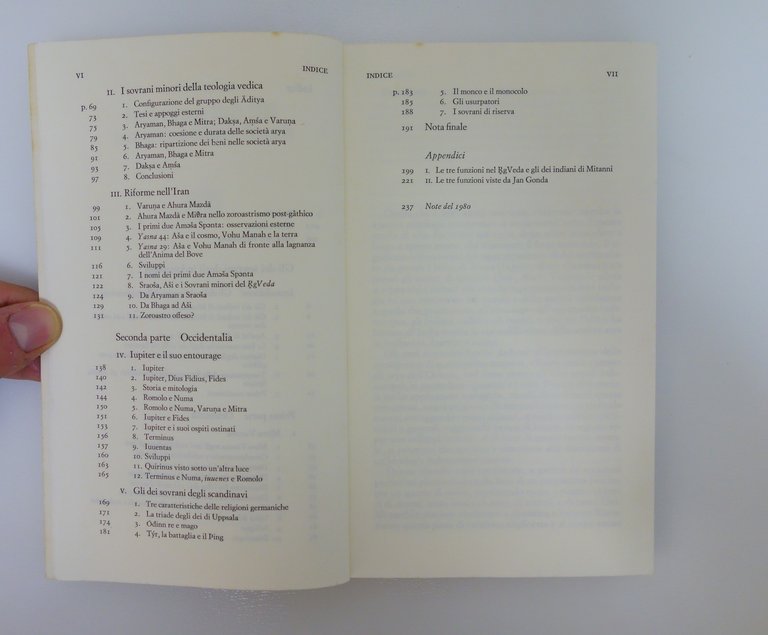 VI
INDICE
II. I sovrani minori della teologia vedica
p. 69 1. Configurazione del gruppo degli Āditya
73 2. Tesi e appoggi esterni
75 3. Aryaman, Bhaga e Mitra; Dakṣa, Aṃśa e Varuṇa
79 4. Aryaman: coesione e durata delle società arya
85 5. Bhaga: ripartizione dei beni nelle società arya
91 6. Aryaman, Bhaga e Mitra
93 7. Dakṣa e Aṃśa
97 8. Conclusioni
III. Riforme nell'Iran
99 1. Varuṇa e Ahura Mazdā
101 2. Ahura Mazdā e Miθra nello zoroastrismo post-gāthico
105 3. I primi due Aməša Spənta: osservazioni esterne
109 4. Yasna 44: Aša e il cosmo, Vohu Manah e la terra
111 5. Yasna 29: Aša e Vohu Manah di fronte alla lagnanza
dell'Anima del Bove
116 6. Sviluppi
121 7. I nomi dei primi due Aməša Spənta
122 8. Sraoša, Aši e i Sovrani minori del ṚgVeda
124 9. Da Aryaman a Sraoša
129 10. Da Bhaga ad Aši
131 11. Zoroastro offeso?
Seconda parte Occidentalia
IV. Iupiter e il suo entourage
138 1. Iupiter
140 2. Iupiter, Dius Fidius, Fides
142 3. Storia e mitologia
144 4. Romolo e Numa
150 5. Romolo e Numa, Varuṇa e Mitra
151 6. Iupiter e Fides
153 7. Iupiter e i suoi ospiti ostinati
156 8. Terminus
157 9. Iuuentas
160 10. Sviluppi
163 11. Quirinus visto sotto un'altra luce
165 12. Terminus e Numa, iuuenes e Romolo
V. Gli dei sovrani degli scandinavi
169 1. Tre caratteristiche delle religioni germaniche
171 2. La triade degli dei di Uppsala
174 3. Óðinn re e mago
181 4. Týr, la battaglia e il Þing
INDICE
VII
p. 183 5. Il monco e il monocolo
185 6. Gli usurpatori
188 7. I sovrani di riserva
191 Nota finale
Appendici
199 I. Le tre funzioni nel ṚgVeda e gli dei indiani di Mitanni
221 II. Le tre funzioni viste da Jan Gonda
237 Note del 1980